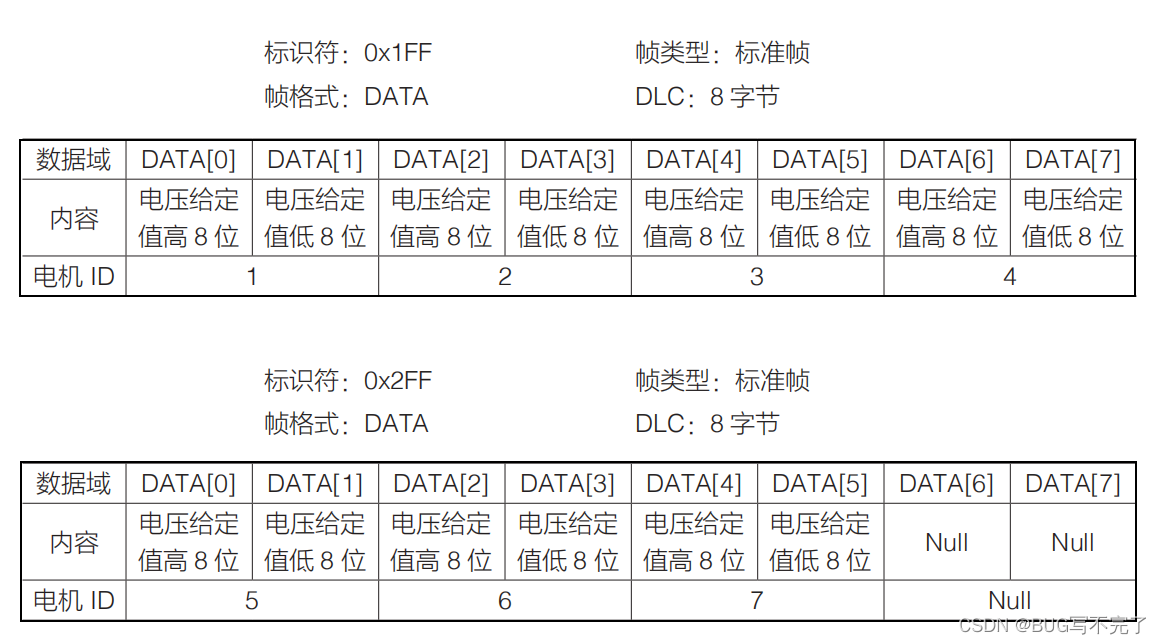 标识符：0x1FF 帧类型：标准帧
帧格式：DATA DLC：8 字节
数据域 DATA[0] DATA[1] DATA[2] DATA[3] DATA[4] DATA[5] DATA[6] DATA[7]
内容 电压给定值高 8 位 电压给定值低 8 位 电压给定值高 8 位 电压给定值低 8 位 电压给定值高 8 位 电压给定值低 8 位 电压给定值高 8 位 电压给定值低 8 位
电机 ID 1 2 3 4
标识符：0x2FF 帧类型：标准帧
帧格式：DATA DLC：8 字节
数据域 DATA[0] DATA[1] DATA[2] DATA[3] DATA[4] DATA[5] DATA[6] DATA[7]
内容 电压给定值高 8 位 电压给定值低 8 位 电压给定值高 8 位 电压给定值低 8 位 电压给定值高 8 位 电压给定值低 8 位 Null Null
电机 ID 5 6 7 Null
CSDN @BUG写不完了